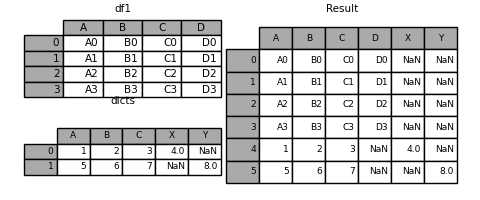 df1
A B C D
0 A0 B0 C0 D0
1 A1 B1 C1 D1
2 A2 B2 C2 D2
3 A3 B3 C3 D3
dicts
A B C X Y
0 1 2 3 4.0 NaN
1 5 6 7 NaN 8.0
Result
A B C D X Y
0 A0 B0 C0 D0 NaN NaN
1 A1 B1 C1 D1 NaN NaN
2 A2 B2 C2 D2 NaN NaN
3 A3 B3 C3 D3 NaN NaN
4 1 2 3 NaN 4.0 NaN
5 5 6 7 NaN NaN 8.0